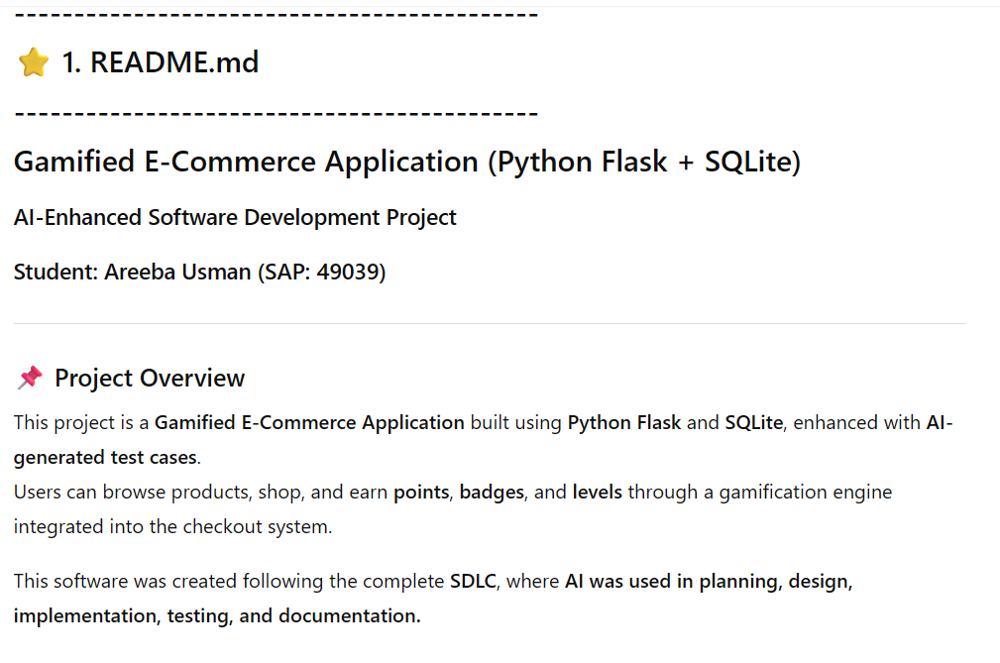 --------------------------------------------
⭐ 1. README.md
--------------------------------------------
Gamified E-Commerce Application (Python Flask + SQLite)
AI-Enhanced Software Development Project
Student: Areeba Usman (SAP: 49039)
📌 Project Overview
This project is a Gamified E-Commerce Application built using Python Flask and SQLite, enhanced with AI-
generated test cases.
Users can browse products, shop, and earn points, badges, and levels through a gamification engine
integrated into the checkout system.
This software was created following the complete SDLC, where AI was used in planning, design,
implementation, testing, and documentation.